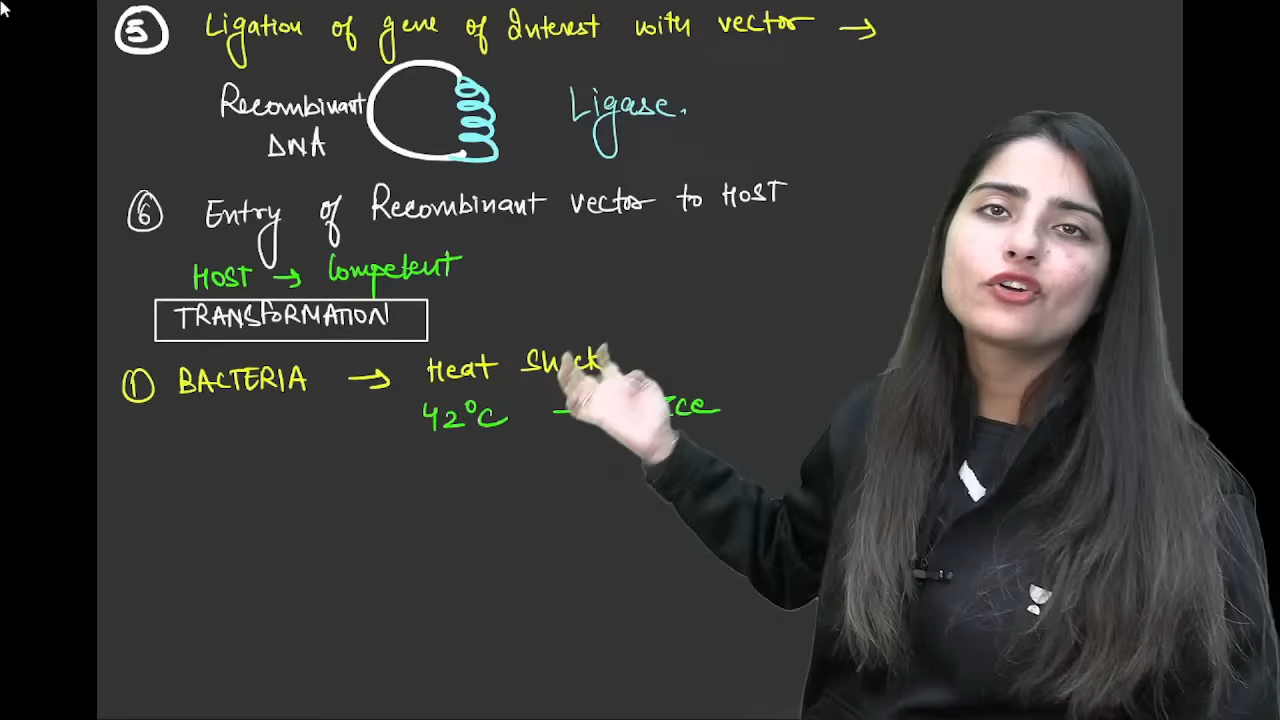 ⑤ Ligation of gene of Interest with vector →
Recombinant
DNA
Ligase.
⑥ Entry of Recombinant vector to HOST
HOST → Competent
TRANSFORMATION
① BACTERIA → Heat
42°C